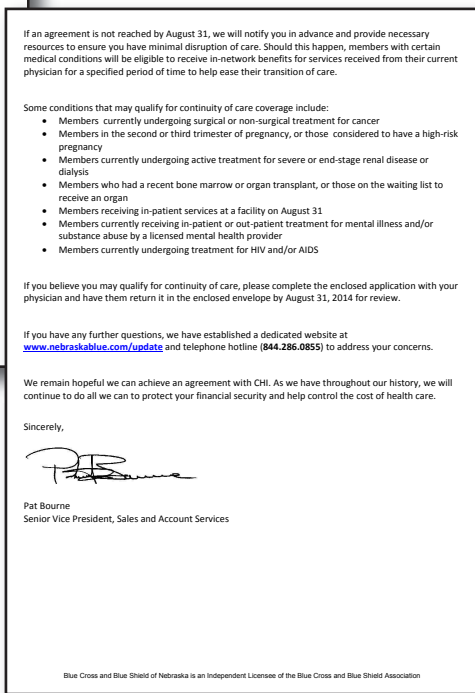 If an agreement is not reached by August 31, we will notify you in advance and provide necessary
resources to ensure you have minimal disruption of care. Should this happen, members with certain
medical conditions will be eligible to receive in-network benefits for services received from their current
physician for a specified period of time to help ease their transition of care.
Some conditions that may qualify for continuity of care coverage include:
• Members currently undergoing surgical or non-surgical treatment for cancer
• Members in the second or third trimester of pregnancy, or those considered to have a high-risk
pregnancy
• Members currently undergoing active treatment for severe or end-stage renal disease or
dialysis
• Members who had a recent bone marrow or organ transplant, or those on the waiting list to
receive an organ
• Members receiving in-patient services at a facility on August 31
• Members currently receiving in-patient or out-patient treatment for mental illness and/or
substance abuse by a licensed mental health provider
• Members currently undergoing treatment for HIV and/or AIDS
If you believe you may qualify for continuity of care, please complete the enclosed application with your
physician and have them return it in the enclosed envelope by August 31, 2014 for review.
If you have any further questions, we have established a dedicated website at
www.nebraskablue.com/update and telephone hotline (844.286.0855) to address your concerns.
We remain hopeful we can achieve an agreement with CHI. As we have throughout our history, we will
continue to do all we can to protect your financial security and help control the cost of health care.
Sincerely,
Pat Bourne
Pat Bourne
Senior Vice President, Sales and Account Services
Blue Cross and Blue Shield of Nebraska is an Independent Licensee of the Blue Cross and Blue Shield Association